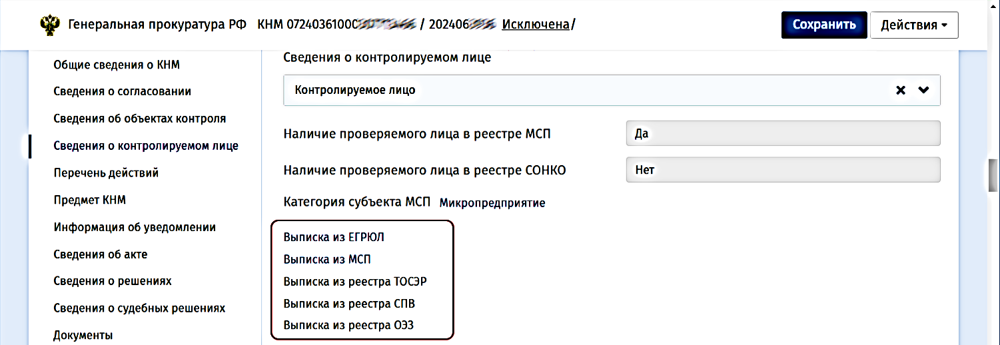 Генеральная прокуратура РФ КНМ 072403610 / 202406 Исключена/
Сохранить
Действия
Общие сведения о КНМ
Сведения о согласовании
Сведения об объектах контроля
Сведения о контролируемом лице
Перечень действий
Предмет КНМ
Информация об уведомлении
Сведения об акте
Сведения о решениях
Сведения о судебных решениях
Документы
Сведения о контролируемом лице
Контролируемое лицо
Наличие проверяемого лица в реестре МСП Да
Наличие проверяемого лица в реестре СОНКО Нет
Категория субъекта МСП Микропредприятие
Выписка из ЕГРЮЛ
Выписка из МСП
Выписка из реестра ТОСЭР
Выписка из реестра СПВ
Выписка из реестра ОЭЗ